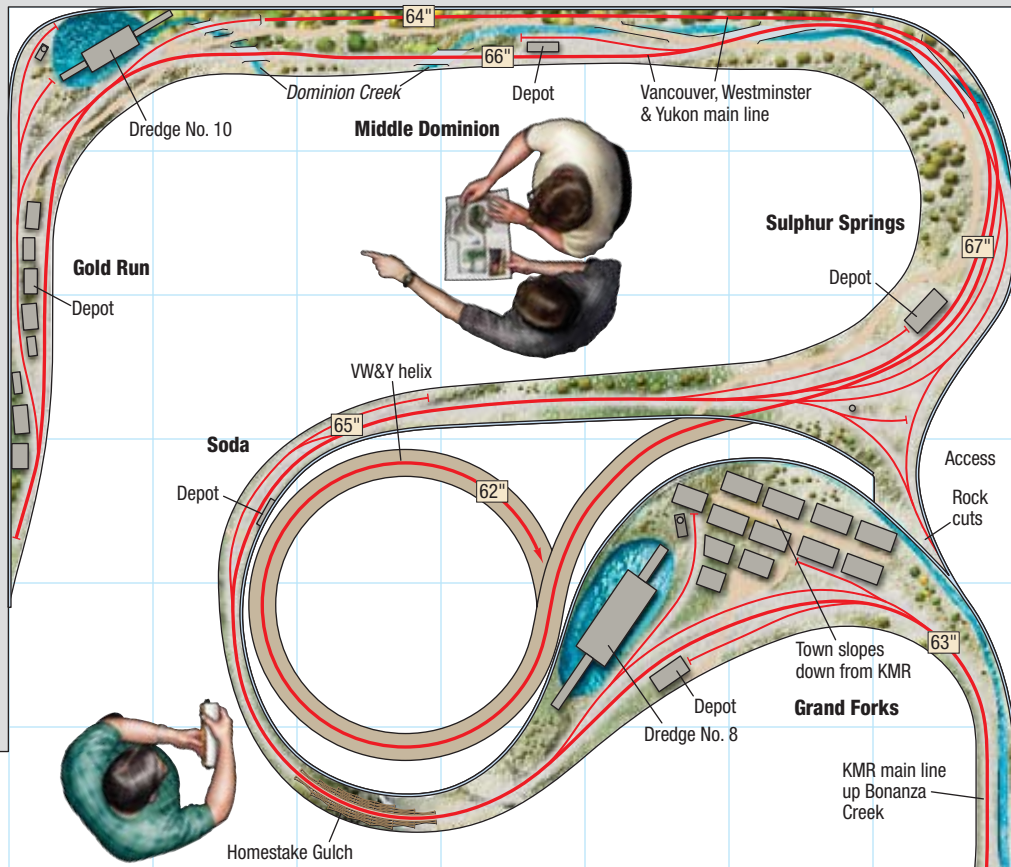 64"
66"
Depot
Dominion Creek
Vancouver, Westminster
& Yukon main line
Dredge No. 10
Middle Dominion
Sulphur Springs
67"
Gold Run
Depot
Depot
VW&Y helix
65"
Soda
62"
Depot
Access
Rock
cuts
63"
Town slopes
down from KMR
Depot
Grand Forks
Dredge No. 8
KMR main line
up Bonanza
Creek
Homestake Gulch